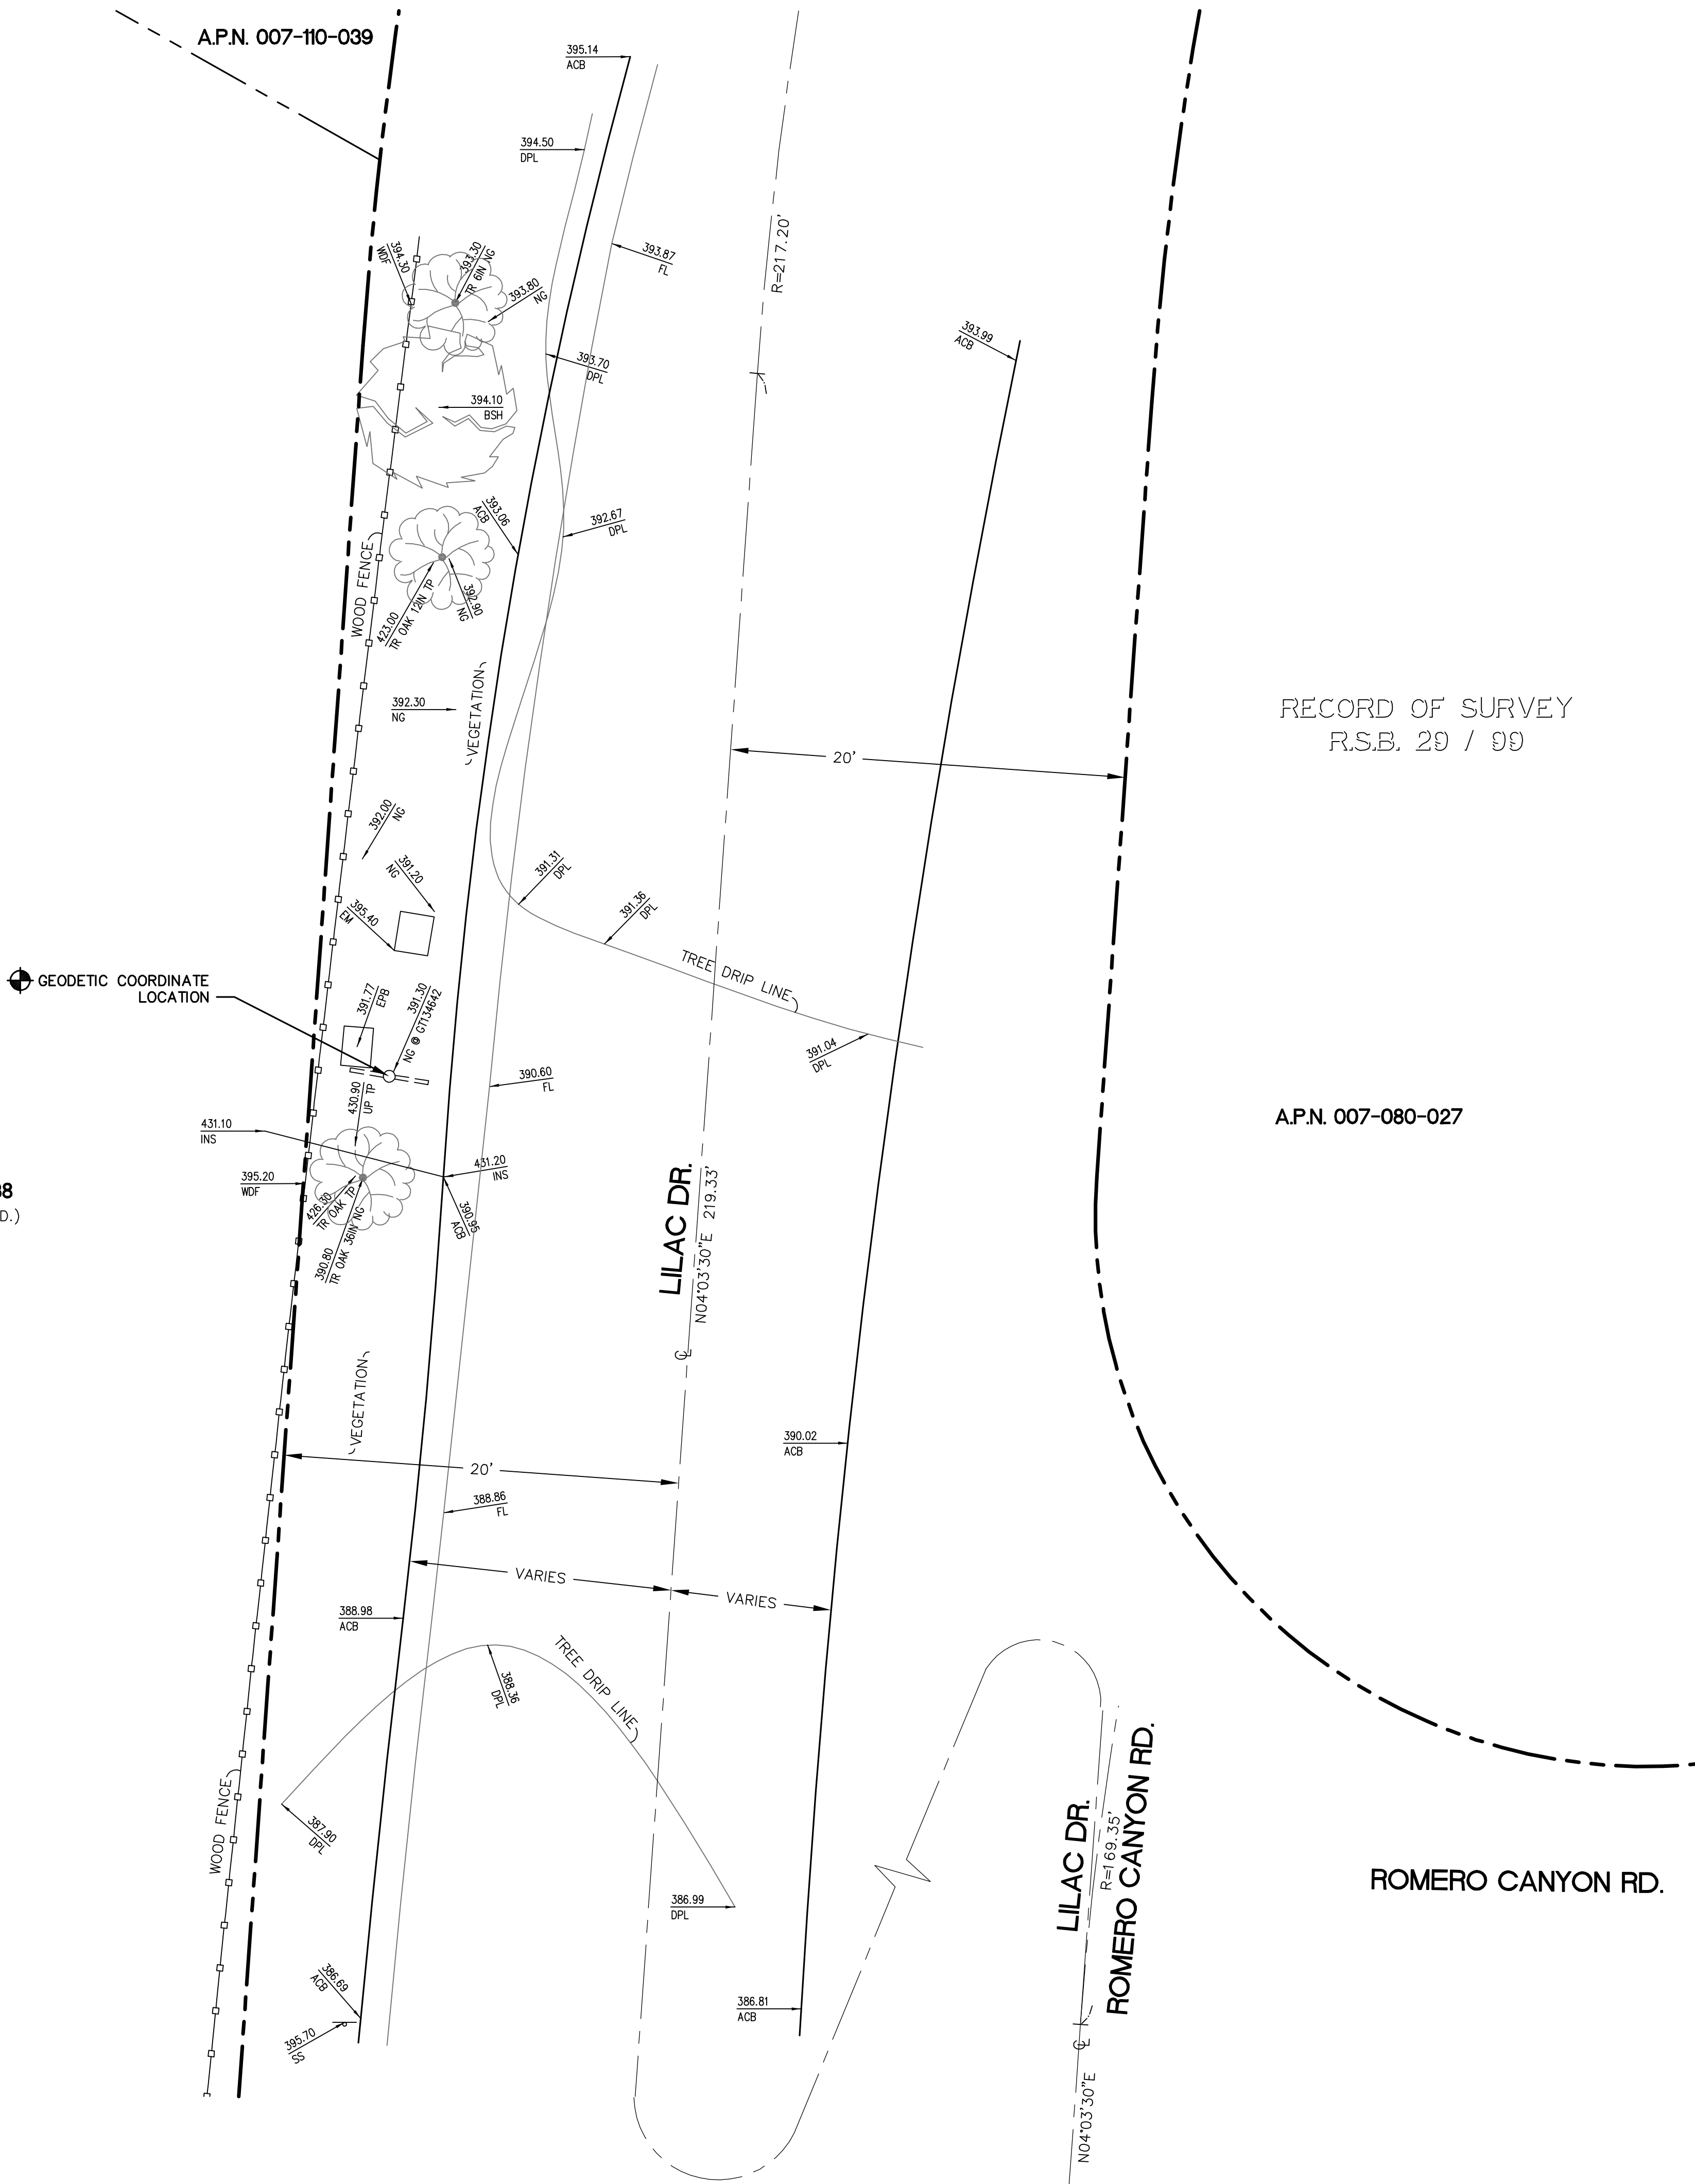 A.P.N. 007-110-039
395.14
ACB
394.50
DPL
R=217.20'
394.30
WDF
393.30
TR 6IN NG
393.80
NG
393.87
FL
393.99
ACB
393.70
DPL
394.10
BSH
393.06
ACB
392.67
DPL
WOOD FENCE
423.00
TR OAK 12IN TP
392.90
NG
392.30
NG
VEGETATION
RECORD OF SURVEY
R.S.B. 29 / 99
20'
392.00
NG
391.20
NG
391.31
DPL
391.36
DPL
395.40
EM
TREE DRIP LINE
GEODETIC COORDINATE
LOCATION
391.77
EPB
391.30
NG @ GT134642
391.04
DPL
390.60
FL
430.90
UP TP
A.P.N. 007-080-027
431.10
INS
431.20
INS
395.20
WDF
38
D.)
426.30
TR OAK TP
390.95
ACB
390.80
TR OAK 36IN NG
LILAC DR.
N04°03'30"E 219.33'
VEGETATION
390.02
ACB
20'
388.86
FL
VARIES
VARIES
388.98
ACB
TREE DRIP LINE
388.36
DPL
WOOD FENCE
387.90
DPL
LILAC DR.
R=169.35'
ROMERO CANYON RD.
ROMERO CANYON RD.
386.99
DPL
386.69
ACB
386.81
ACB
395.70
SS
N04°03'30"E